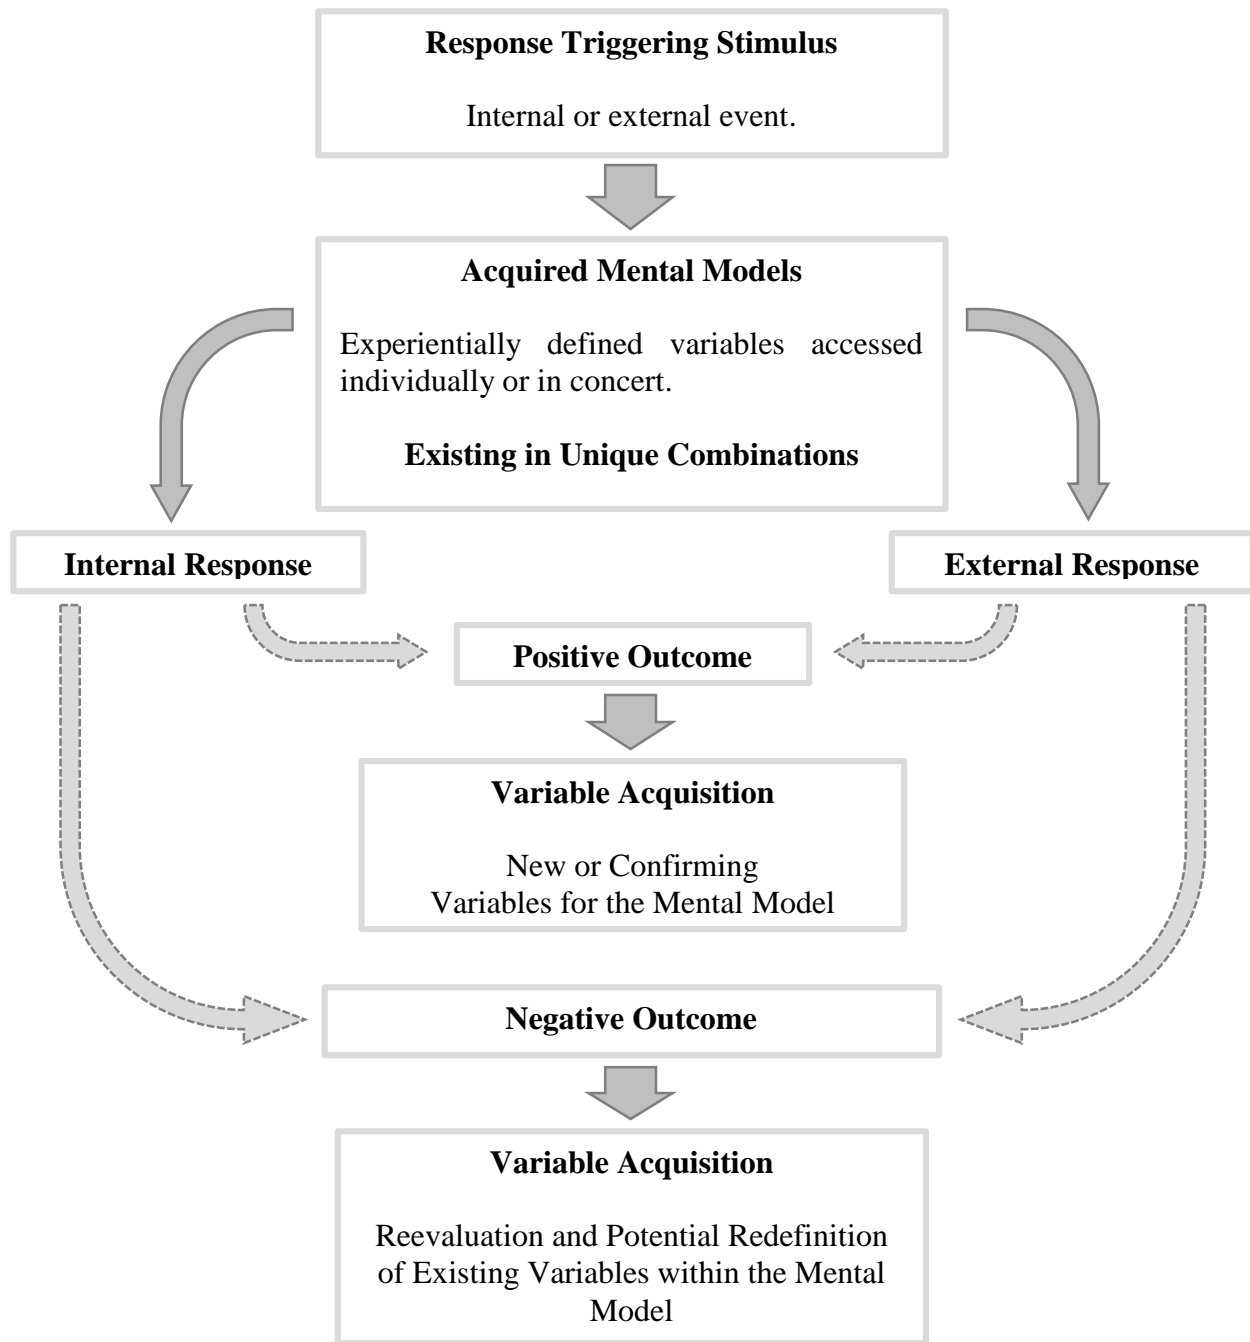 Response Triggering Stimulus
Internal or external event.
Acquired Mental Models
Experientially defined variables accessed
individually or in concert.
Existing in Unique Combinations
Internal Response
External Response
Positive Outcome
Variable Acquisition
New or Confirming
Variables for the Mental Model
Negative Outcome
Variable Acquisition
Reevaluation and Potential Redefinition
of Existing Variables within the Mental
Model